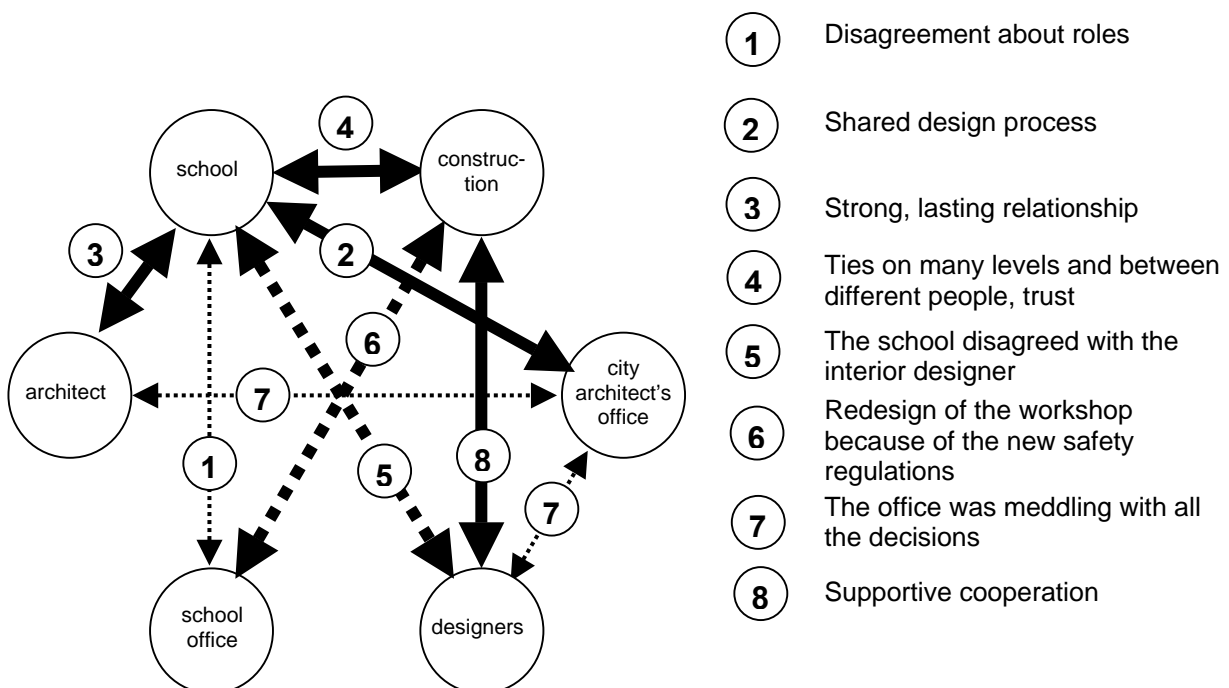 1
Disagreement about roles
2
Shared design process
3
Strong, lasting relationship
4
Ties on many levels and between
different people, trust
5
The school disagreed with the
interior designer
6
Redesign of the workshop
because of the new safety
regulations
7
The office was meddling with all
the decisions
8
Supportive cooperation
4
school
construc-
tion
3
2
6
architect
7
city
architect's
office
1
5
8
7
school
office
designers